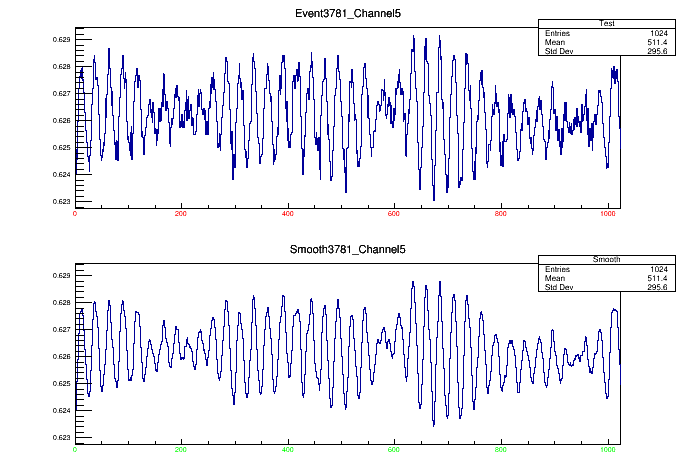 Event3781_Channel5
Test
Entries 1024
Mean 511.4
Std Dev 295.6
0.629
0.628
0.627
0.626
0.625
0.624
0.623
0 200 400 600 800 1000
Smooth3781_Channel5
Smooth
Entries 1024
Mean 511.4
Std Dev 295.6
0.629
0.628
0.627
0.626
0.625
0.624
0.623
0 200 400 600 800 1000